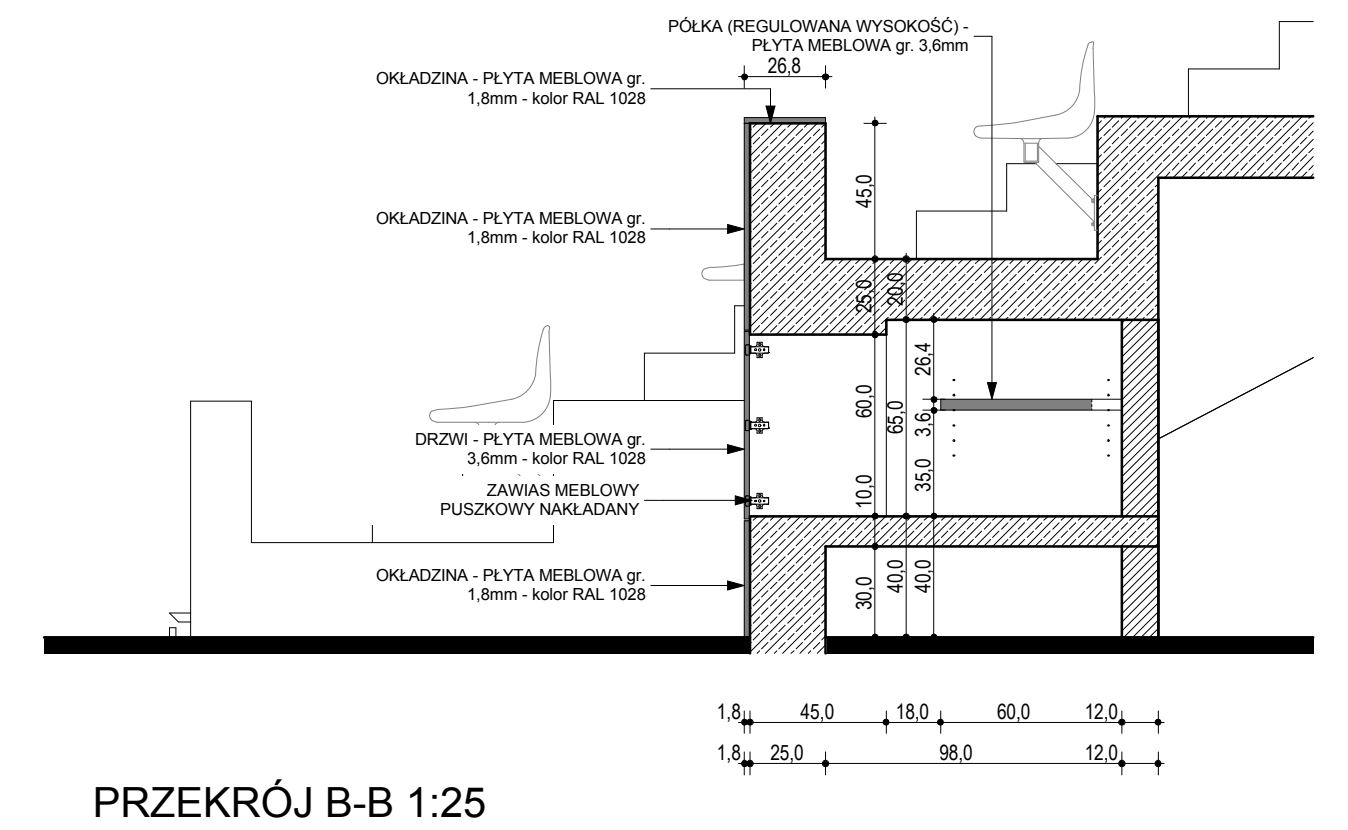 PÓŁKA (REGULOWANA WYSOKOŚĆ) -
PŁYTA MEBLOWA gr. 3,6mm
26,8
OKŁADZINA - PŁYTA MEBLOWA gr.
1,8mm - kolor RAL 1028
45,0
OKŁADZINA - PŁYTA MEBLOWA gr.
1,8mm - kolor RAL 1028
25,0
20,0
26,4
60,0
65,0
3,6
DRZWI - PŁYTA MEBLOWA gr.
3,6mm - kolor RAL 1028
35,0
10,0
ZAWIAS MEBLOWY
PUSZKOWY NAKŁADANY
OKŁADZINA - PŁYTA MEBLOWA gr.
1,8mm - kolor RAL 1028
30,0
40,0
40,0
1,8 45,0 18,0 60,0 12,0
1,8 25,0 98,0 12,0
PRZEKRÓJ B-B 1:25